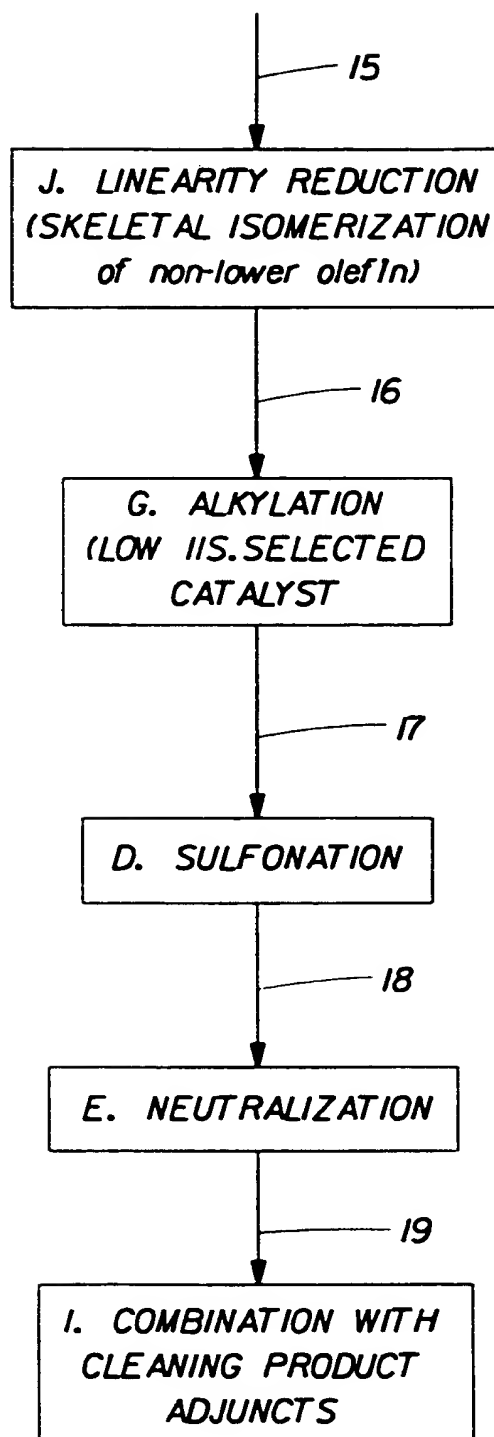 15
J. LINEARITY REDUCTION
(SKELETAL ISOMERIZATION
of non-lower olefin)
16
G. ALKYLATION
(LOW IIS.SELECTED
CATALYST
17
D. SULFONATION
18
E. NEUTRALIZATION
19
I. COMBINATION WITH
CLEANING PRODUCT
ADJUNCTS